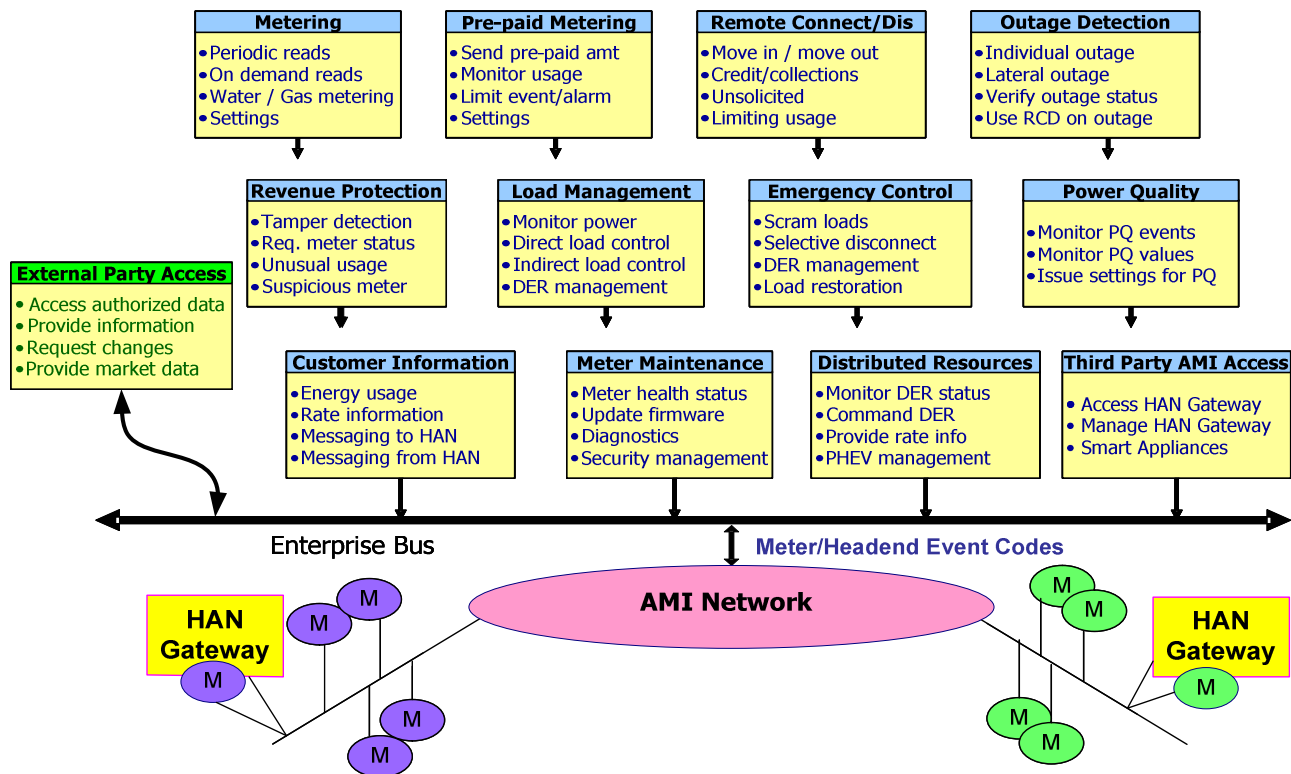 Metering
• Periodic reads
• On demand reads
• Water / Gas metering
• Settings
Pre-paid Metering
• Send pre-paid amt
• Monitor usage
• Limit event/alarm
• Settings
Remote Connect/Dis
• Move in / move out
• Credit/collections
• Unsolicited
• Limiting usage
Outage Detection
• Individual outage
• Lateral outage
• Verify outage status
• Use RCD on outage
Revenue Protection
• Tamper detection
• Req. meter status
• Unusual usage
• Suspicious meter
Load Management
• Monitor power
• Direct load control
• Indirect load control
• DER management
Emergency Control
• Scram loads
• Selective disconnect
• DER management
• Load restoration
Power Quality
• Monitor PQ events
• Monitor PQ values
• Issue settings for PQ
External Party Access
• Access authorized data
• Provide information
• Request changes
• Provide market data
Customer Information
• Energy usage
• Rate information
• Messaging to HAN
• Messaging from HAN
Meter Maintenance
• Meter health status
• Update firmware
• Diagnostics
• Security management
Distributed Resources
• Monitor DER status
• Command DER
• Provide rate info
• PHEV management
Third Party AMI Access
• Access HAN Gateway
• Manage HAN Gateway
• Smart Appliances
Enterprise Bus
Meter/Headend Event Codes
AMI Network
HAN
Gateway
M
M
M
M
M
M
M
M
M
M
HAN
Gateway